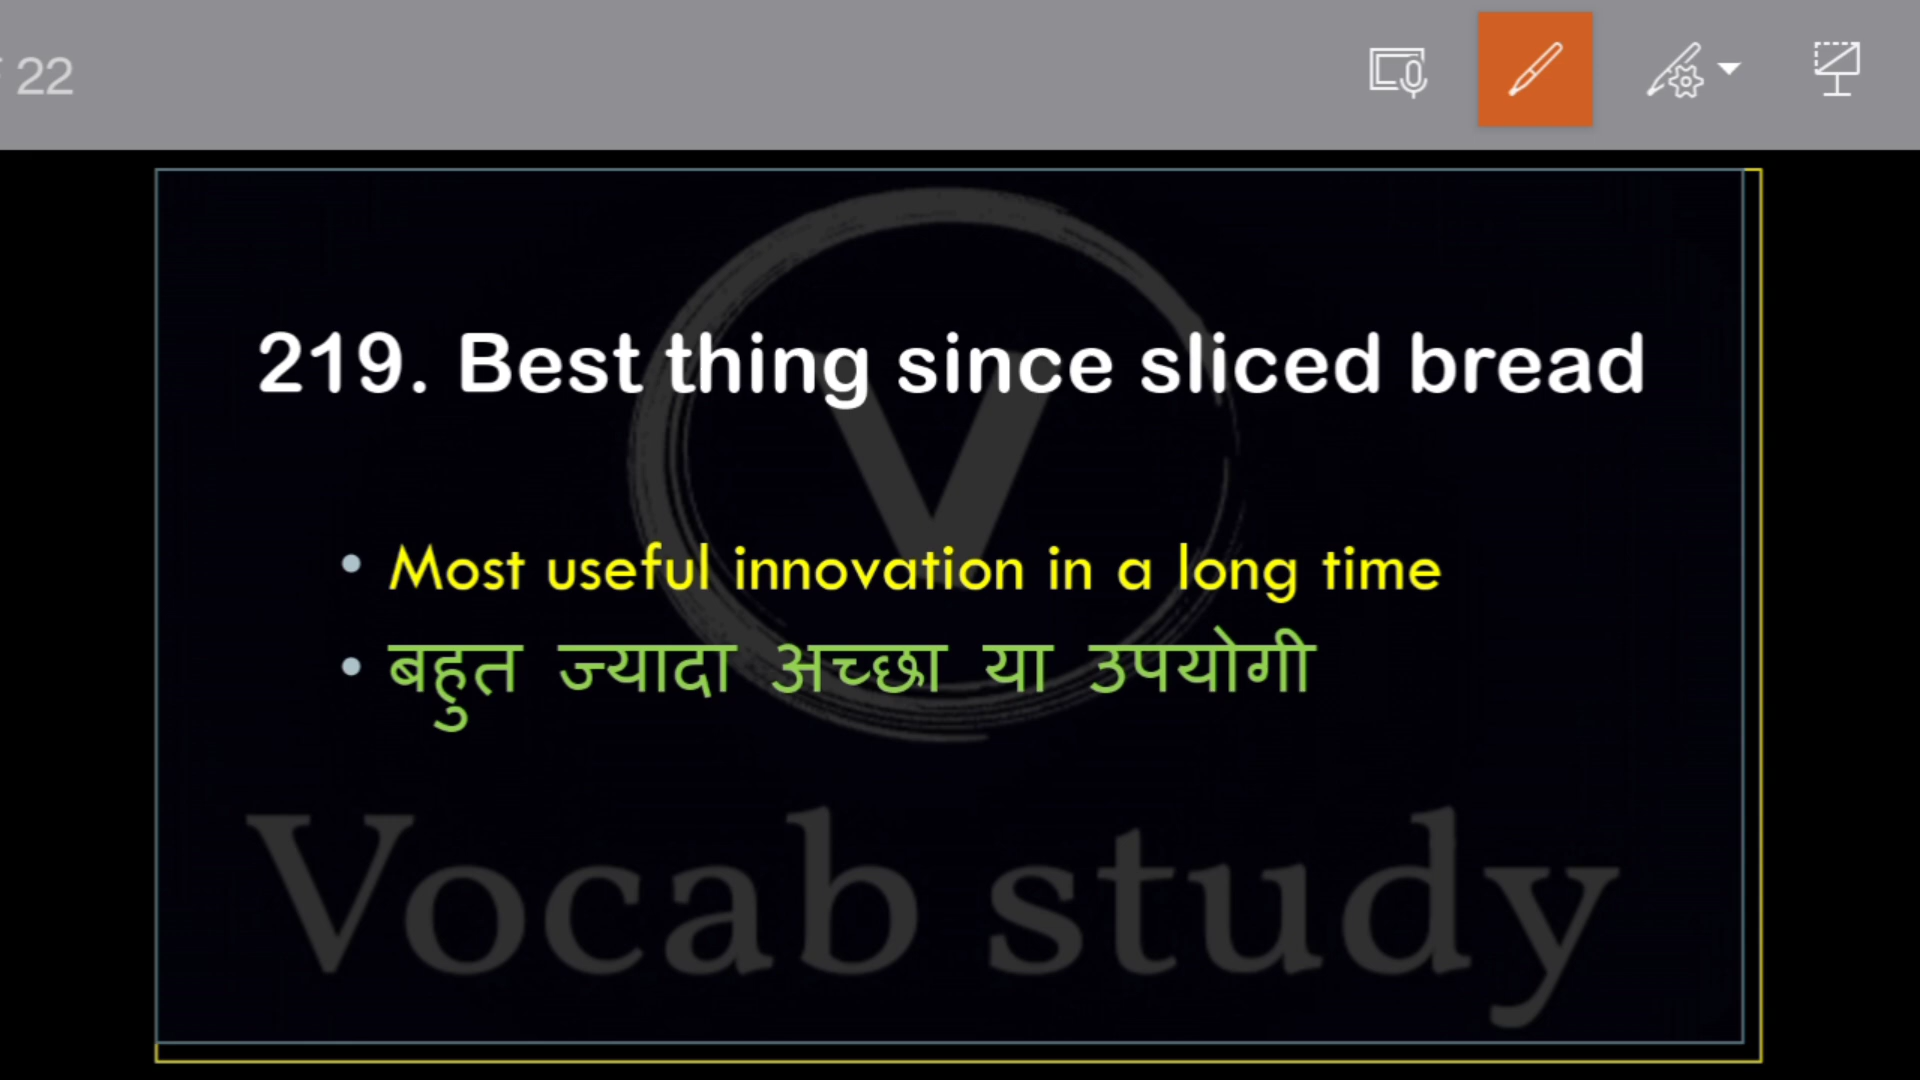 22
219. Best thing since sliced bread
V
• Most useful innovation in a long time
• बहुत ज्यादा अच्छा या उपयोगी
Vocab study